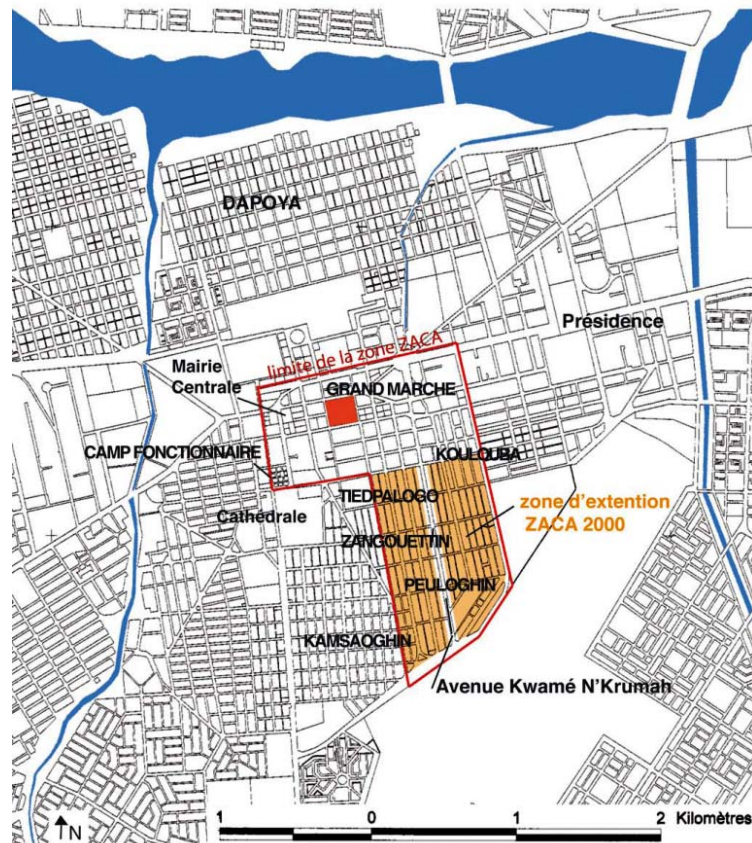 DAPOYA
Présidence
limite de la zone ZACA
Mairie
Centrale
GRAND MARCHE
CAMP FONCTIONNAIRE
KOULOUBA
TIEDPALOGO
Cathédrale
zone d'extention
ZACA 2000
ZANGOUETTIN
PEULOGHIN
KAMSAOGHIN
Avenue Kwamé N'Krumah
N
1 0 1 2 Kilomètres